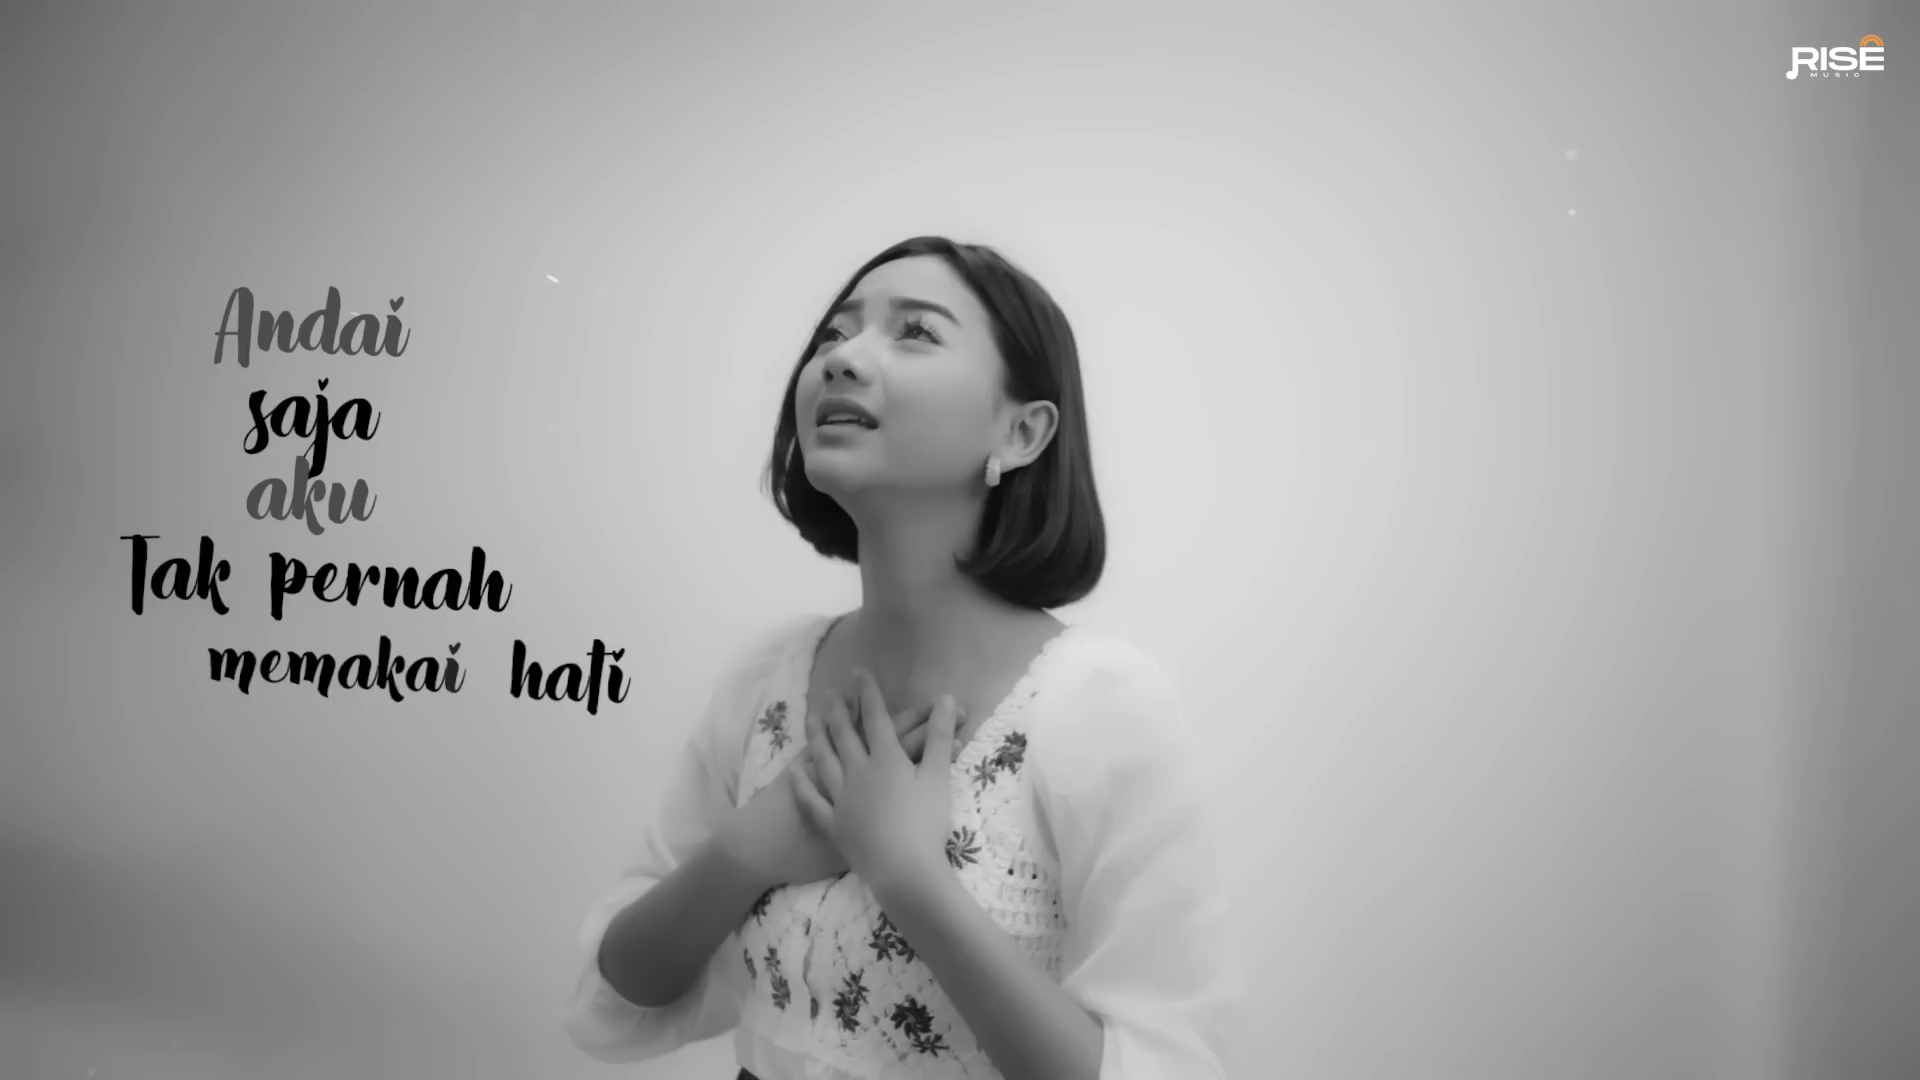 Andai
saja
aku
Tak pernah
memakai hati
RISE
MUSIC